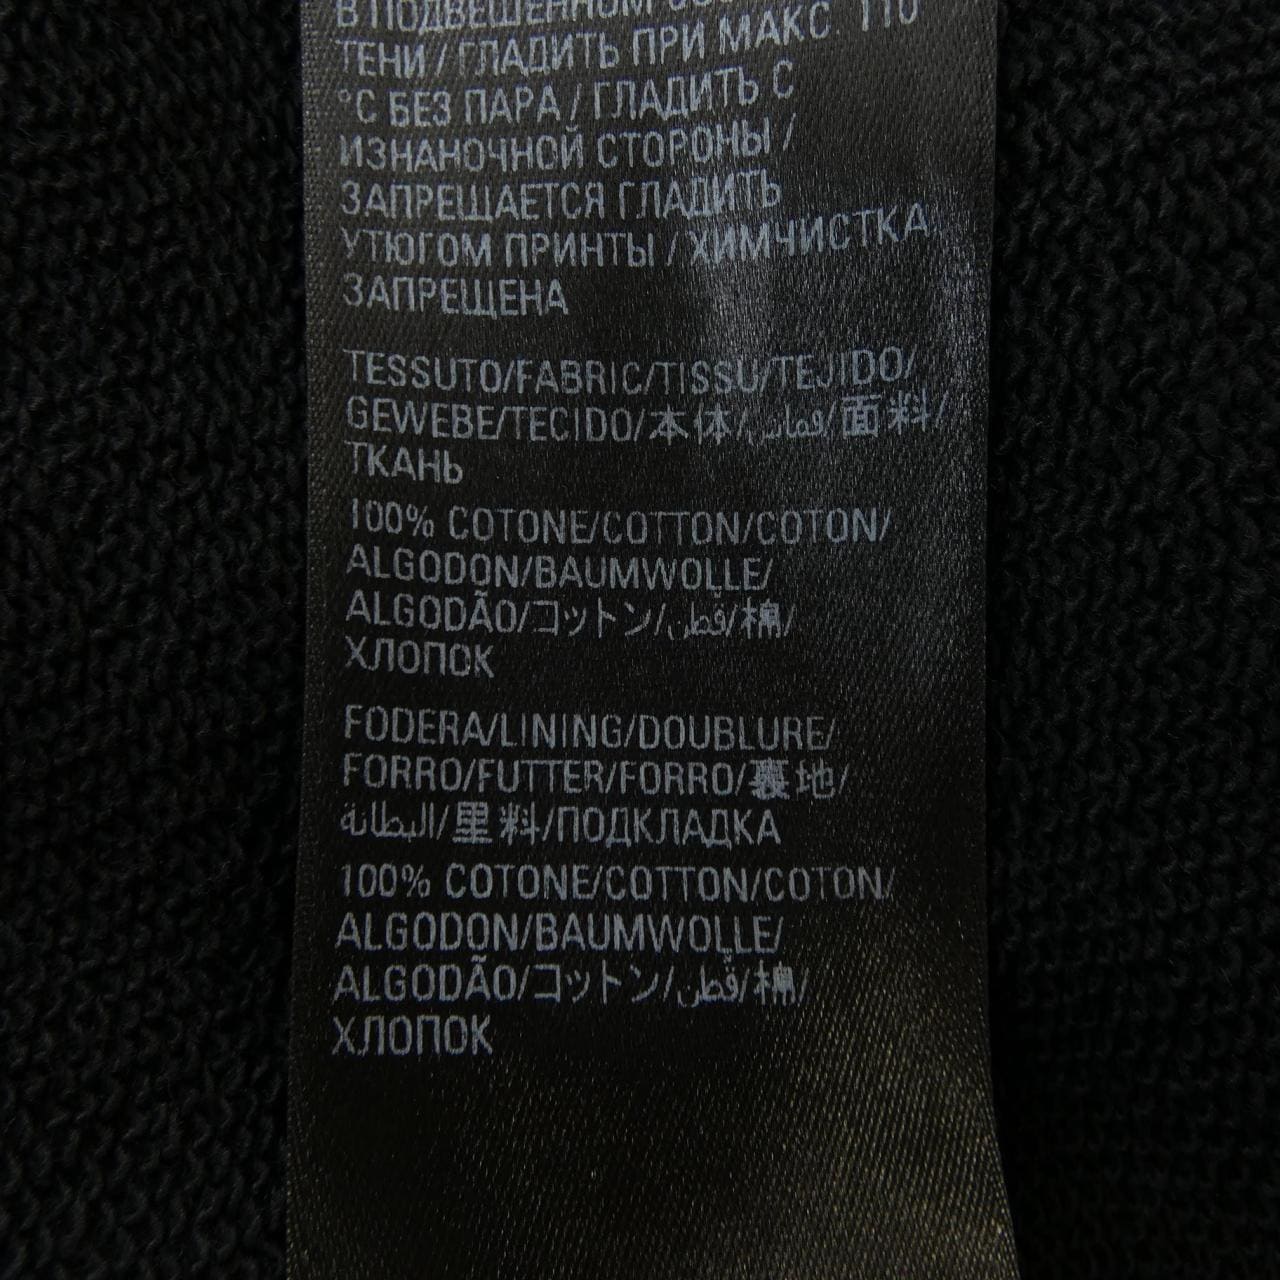 В ПОДВЕШЕННОМ
ТЕНИ / ГЛАДИТЬ ПРИ МАКС. 110
°C БЕЗ ПАРА / ГЛАДИТЬ С
ИЗНАНОЧНОЙ СТОРОНЫ /
ЗАПРЕЩАЕТСЯ ГЛАДИТЬ
УТЮГОМ ПРИНТЫ / ХИМЧИСТКА
ЗАПРЕЩЕНА
TESSUTO/FABRIC/TISSU/TEJIDO/
GEWEBE/TECIDO/本体/قماش/面料/
ТКАНЬ
100% COTONE/COTTON/COTON/
ALGODON/BAUMWOLLE/
ALGODÃO/コットン/قطن/棉/
ХЛОПОК
FODERA/LINING/DOUBLURE/
FORRO/FUTTER/FORRO/裏地/
البطانة/里料/ПОДКЛАДКА
100% COTONE/COTTON/COTON/
ALGODON/BAUMWOLLE/
ALGODÃO/コットン/قطن/棉/
ХЛОПОК